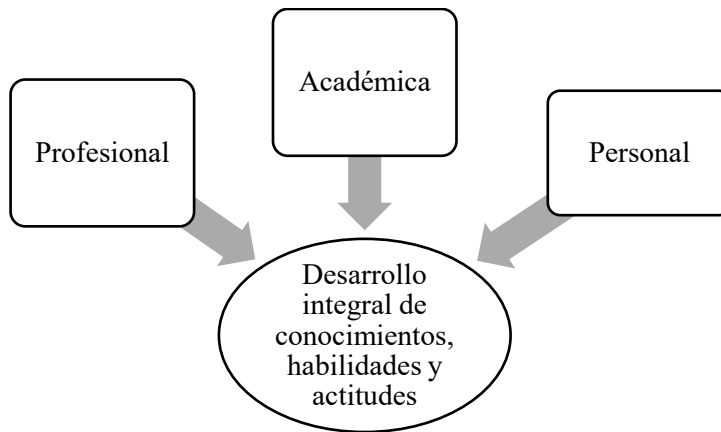 Académica
Profesional
Personal
Desarrollo
integral de
conocimientos,
habilidades y
actitudes